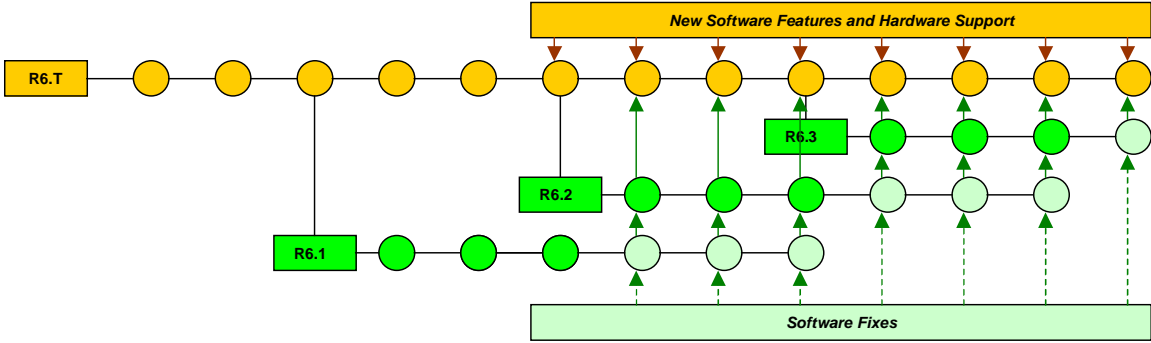 New Software Features and Hardware Support
R6.T
R6.3
R6.2
R6.1
Software Fixes